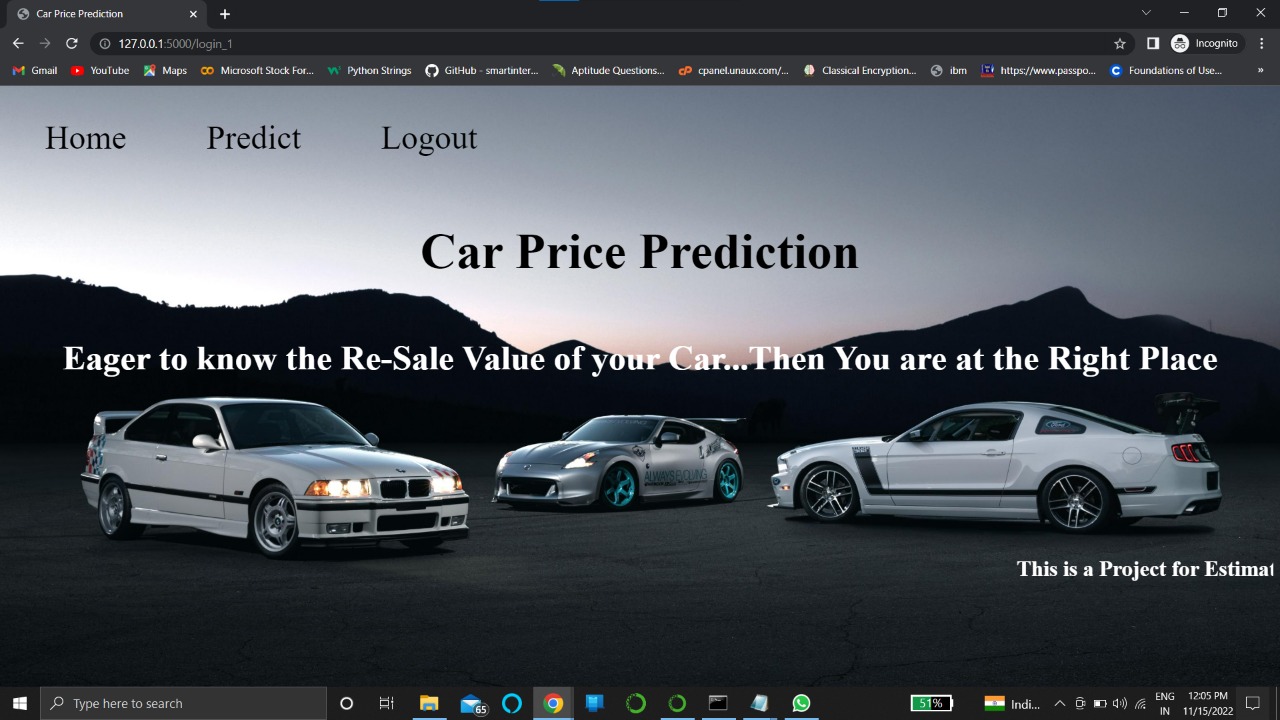 Car Price Prediction
127.0.0.1:5000/login_1
Incognito
Gmail YouTube Maps Microsoft Stock For... Python Strings GitHub - smarninter... Aptitude Questions... cpanel.unaux.com/... Classical Encryption... ibm https://www.passpo... Foundations of Use... »
Home Predict Logout
Car Price Prediction
Eager to know the Re-Sale Value of your Car...Then You are at the Right Place
Ford
ALWAYS EVOLVING
This is a Project for Estimat
Type here to search
65
51%
Indi...
ENG
IN
12:05 PM
11/15/2022